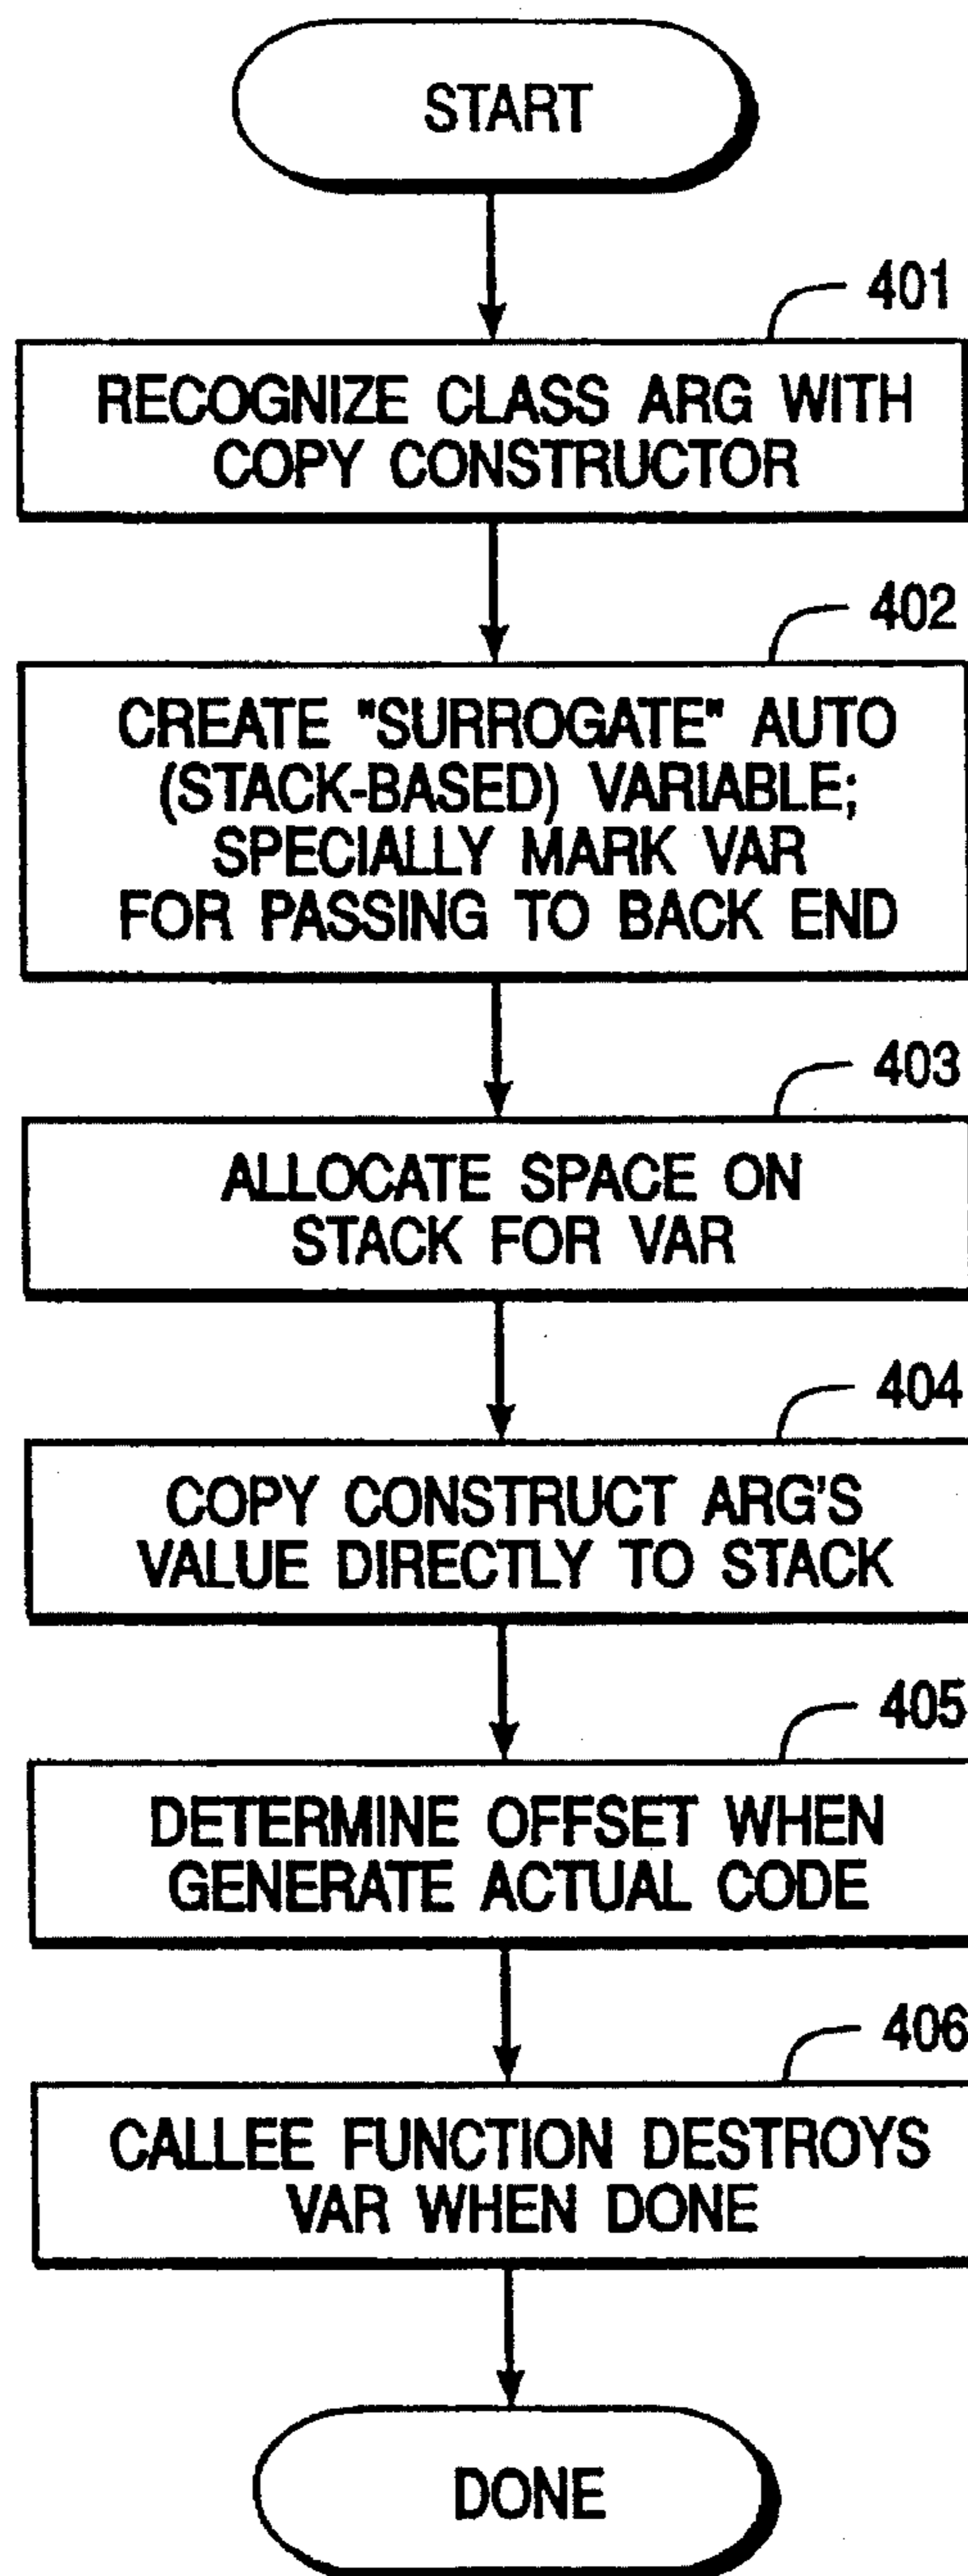 START
401
RECOGNIZE CLASS ARG WITH
COPY CONSTRUCTOR
402
CREATE "SURROGATE" AUTO
(STACK-BASED) VARIABLE;
SPECIALLY MARK VAR
FOR PASSING TO BACK END
403
ALLOCATE SPACE ON
STACK FOR VAR
404
COPY CONSTRUCT ARG'S
VALUE DIRECTLY TO STACK
405
DETERMINE OFFSET WHEN
GENERATE ACTUAL CODE
406
CALLEE FUNCTION DESTROYS
VAR WHEN DONE
DONE